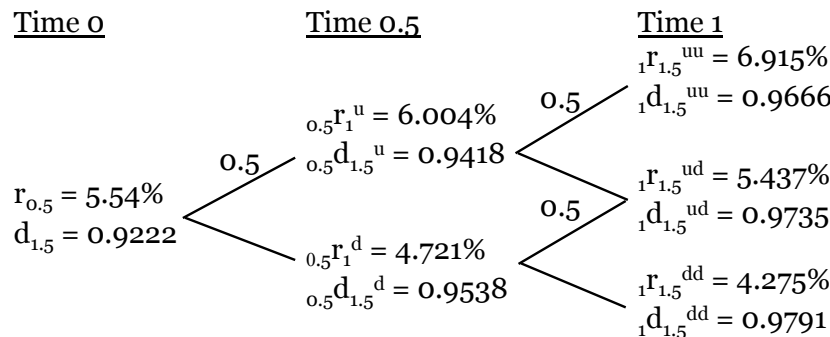 Time 0 Time 0.5 Time 1
₁r₁.₅ᵘᵘ = 6.915%
₁d₁.₅ᵘᵘ = 0.9666
0.5
₀.₅r₁ᵘ = 6.004%
₀.₅d₁.₅ᵘ = 0.9418
0.5
r₀.₅ = 5.54%
d₁.₅ = 0.9222
₁r₁.₅ᵘᵈ = 5.437%
₁d₁.₅ᵘᵈ = 0.9735
0.5
₀.₅r₁ᵈ = 4.721%
₀.₅d₁.₅ᵈ = 0.9538
₁r₁.₅ᵈᵈ = 4.275%
₁d₁.₅ᵈᵈ = 0.9791